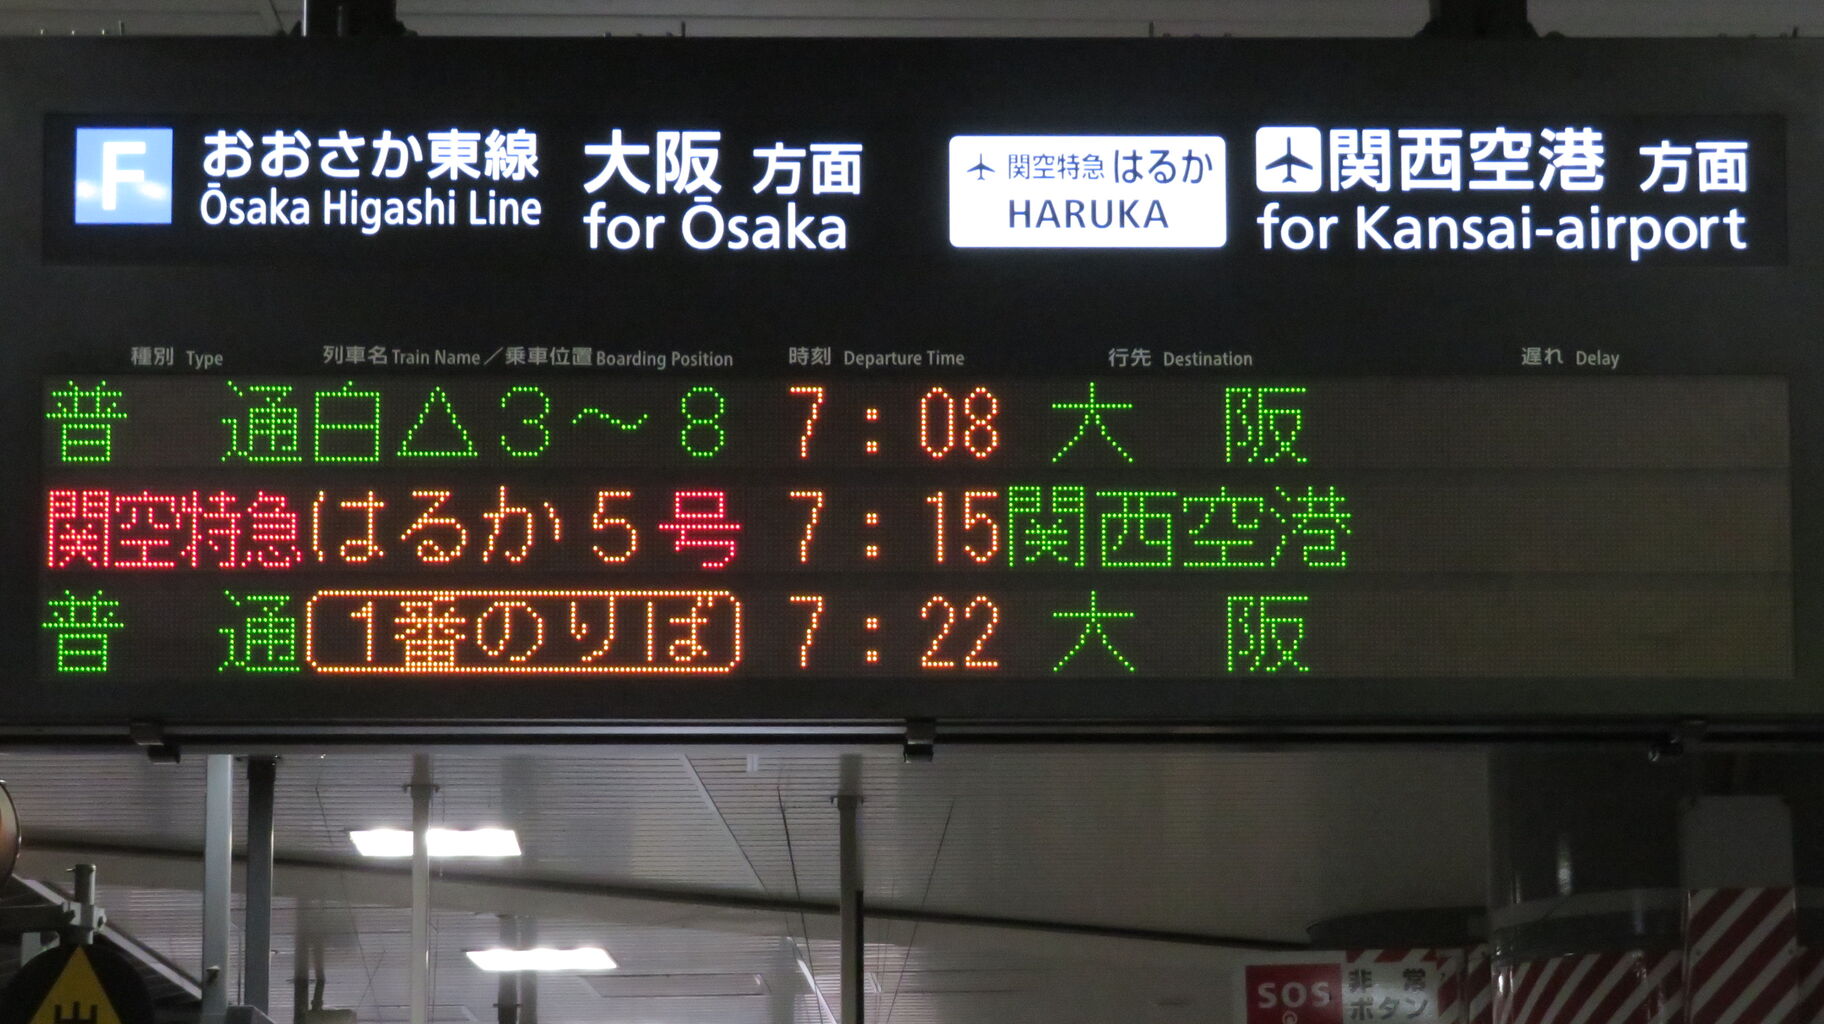 F おおさか東線 大阪 方面 関空特急 はるか 関西空港 方面
Ōsaka Higashi Line for Ōsaka HARUKA for Kansai-airport
種別 Type 列車名 Train Name／乗車位置 Boarding Position 時刻 Departure Time 行先 Destination 遅れ Delay
普通 白△3～8 7:08 大阪
関空特急 はるか5号 7:15 関西空港
普通 1番のりば 7:22 大阪
SOS 非常
ボタン